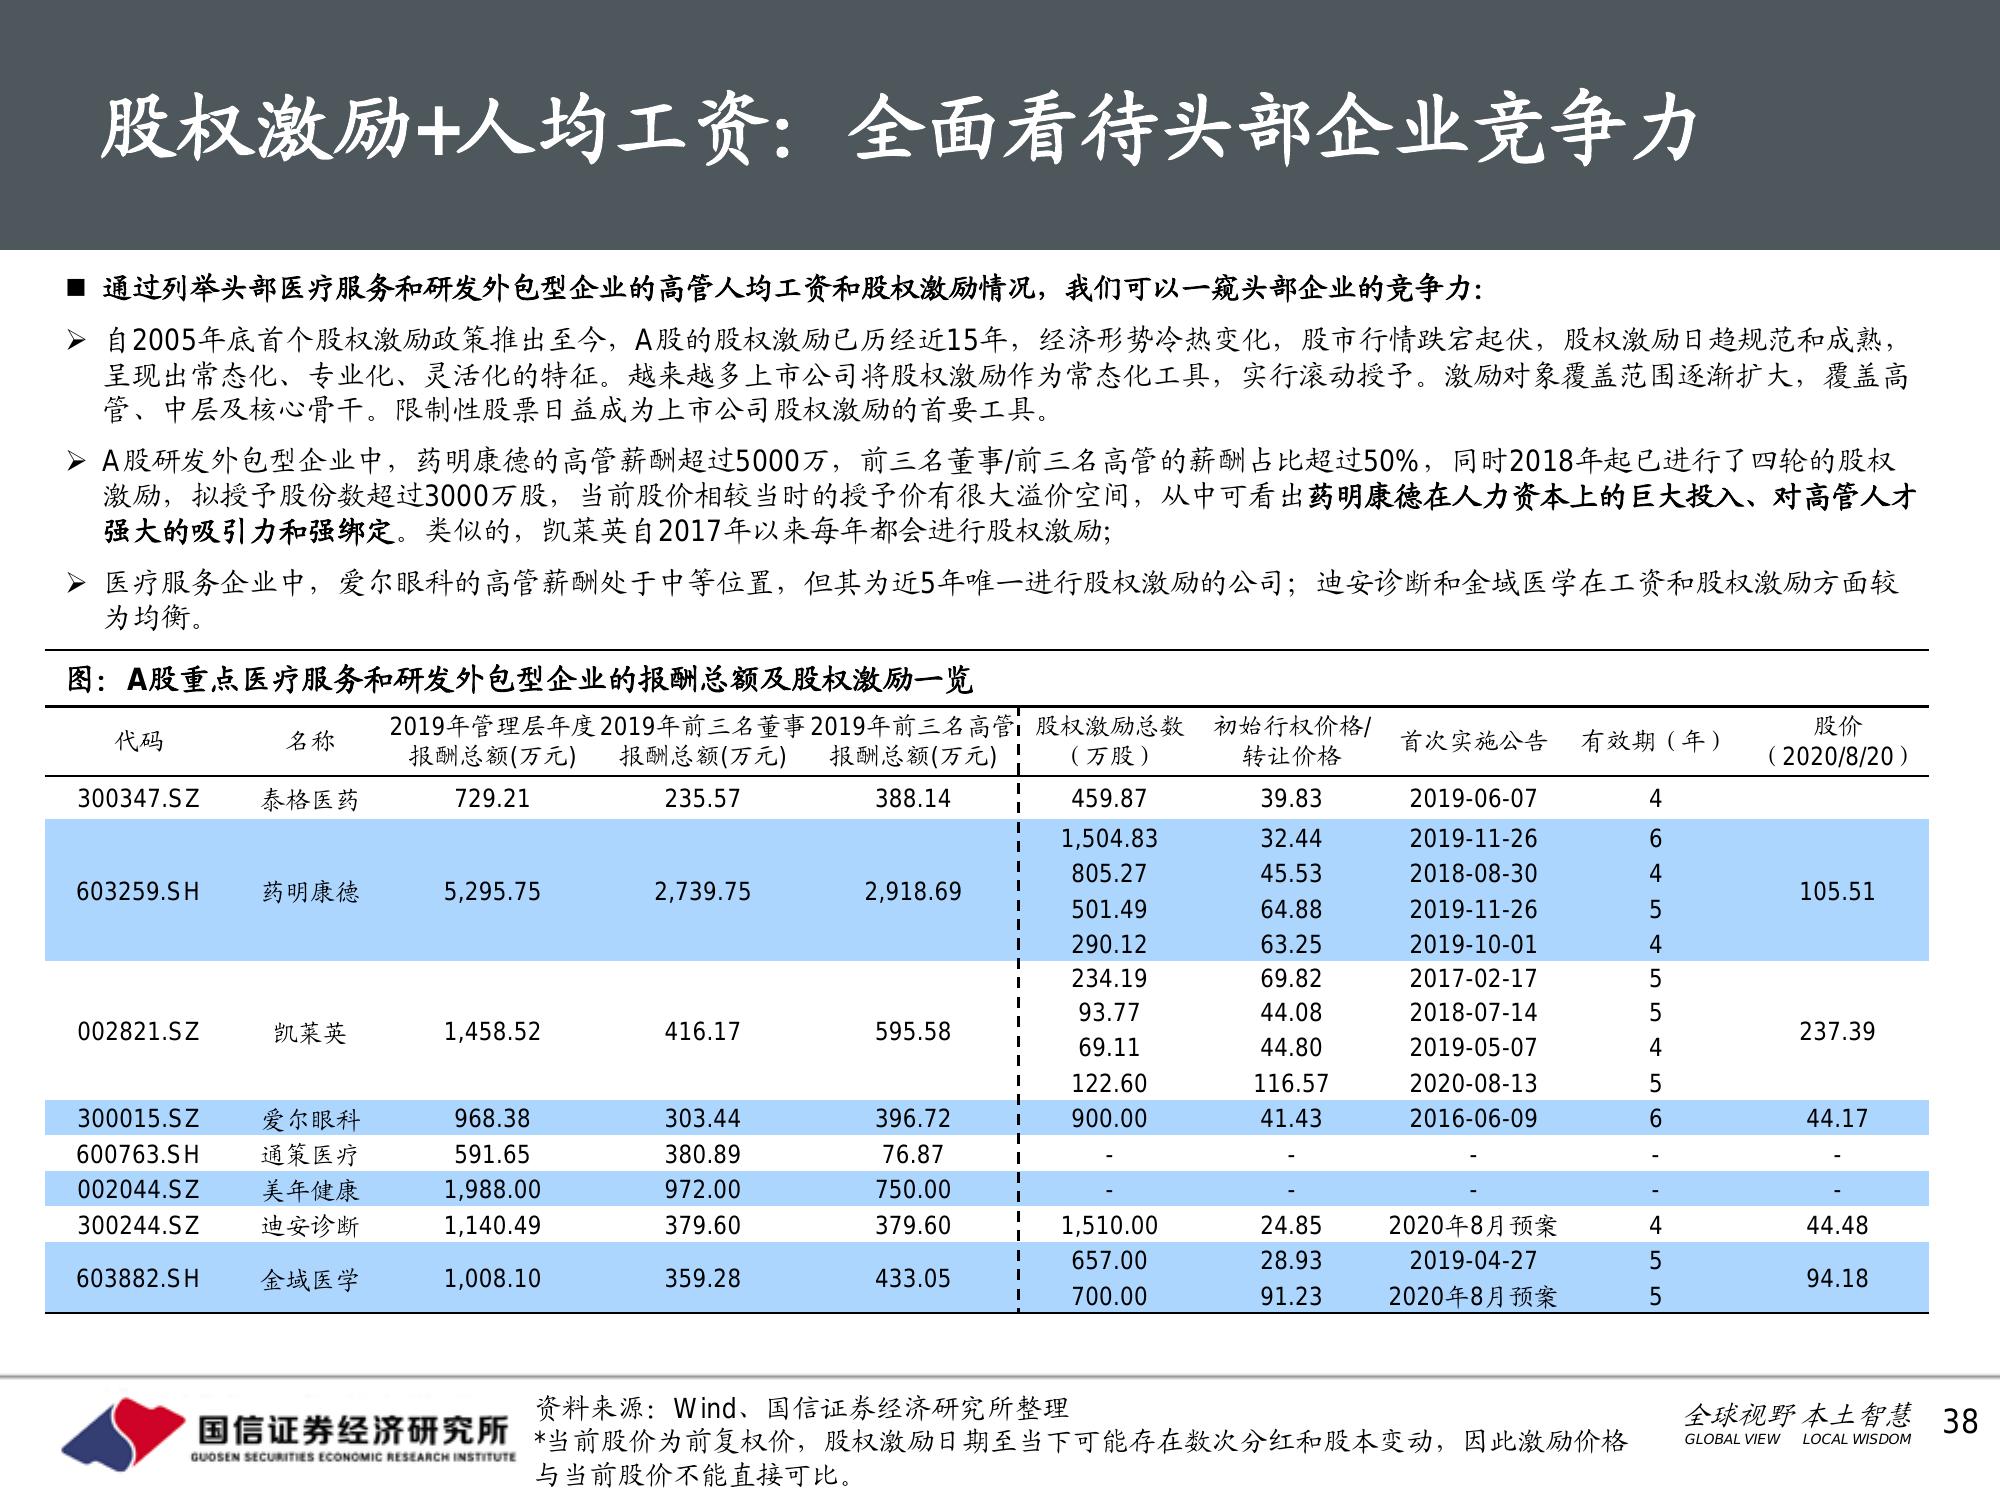 股权激励+人均工资：全面看待头部企业竞争力
■ 通过列举头部医疗服务和研发外包型企业的高管人均工资和股权激励情况，我们可以一窥头部企业的竞争力：
➢ 自2005年底首个股权激励政策推出至今，A股的股权激励已历经近15年，经济形势冷热变化，股市行情跌宕起伏，股权激励日趋规范和成熟，
呈现出常态化、专业化、灵活化的特征。越来越多上市公司将股权激励作为常态化工具，实行滚动授予。激励对象覆盖范围逐渐扩大，覆盖高
管、中层及核心骨干。限制性股票日益成为上市公司股权激励的首要工具。
➢ A股研发外包型企业中，药明康德的高管薪酬超过5000万，前三名董事/前三名高管的薪酬占比超过50%，同时2018年起已进行了四轮的股权
激励，拟授予股份数超过3000万股，当前股价相较当时的授予价有很大溢价空间，从中可看出药明康德在人力资本上的巨大投入、对高管人才
强大的吸引力和强绑定。类似的，凯莱英自2017年以来每年都会进行股权激励；
➢ 医疗服务企业中，爱尔眼科的高管薪酬处于中等位置，但其为近5年唯一进行股权激励的公司；迪安诊断和金域医学在工资和股权激励方面较
为均衡。
图：A股重点医疗服务和研发外包型企业的报酬总额及股权激励一览
代码 名称 2019年管理层年度报酬总额(万元) 2019年前三名董事报酬总额(万元) 2019年前三名高管报酬总额(万元) 股权激励总数（万股） 初始行权价格/转让价格 首次实施公告 有效期（年） 股价（2020/8/20）
300347.SZ 泰格医药 729.21 235.57 388.14 459.87 39.83 2019-06-07 4
1,504.83 32.44 2019-11-26 6
805.27 45.53 2018-08-30 4
603259.SH 药明康德 5,295.75 2,739.75 2,918.69 105.51
501.49 64.88 2019-11-26 5
290.12 63.25 2019-10-01 4
234.19 69.82 2017-02-17 5
93.77 44.08 2018-07-14 5
002821.SZ 凯莱英 1,458.52 416.17 595.58 237.39
69.11 44.80 2019-05-07 4
122.60 116.57 2020-08-13 5
300015.SZ 爱尔眼科 968.38 303.44 396.72 900.00 41.43 2016-06-09 6 44.17
600763.SH 通策医疗 591.65 380.89 76.87 - - - - -
002044.SZ 美年健康 1,988.00 972.00 750.00 - - - - -
300244.SZ 迪安诊断 1,140.49 379.60 379.60 1,510.00 24.85 2020年8月预案 4 44.48
657.00 28.93 2019-04-27 5
603882.SH 金域医学 1,008.10 359.28 433.05 94.18
700.00 91.23 2020年8月预案 5
国信证券经济研究所
GUOSEN SECURITIES ECONOMIC RESEARCH INSTITUTE
资料来源：Wind、国信证券经济研究所整理
*当前股价为前复权价，股权激励日期至当下可能存在数次分红和股本变动，因此激励价格
与当前股价不能直接可比。
全球视野 本土智慧
GLOBAL VIEW LOCAL WISDOM
38